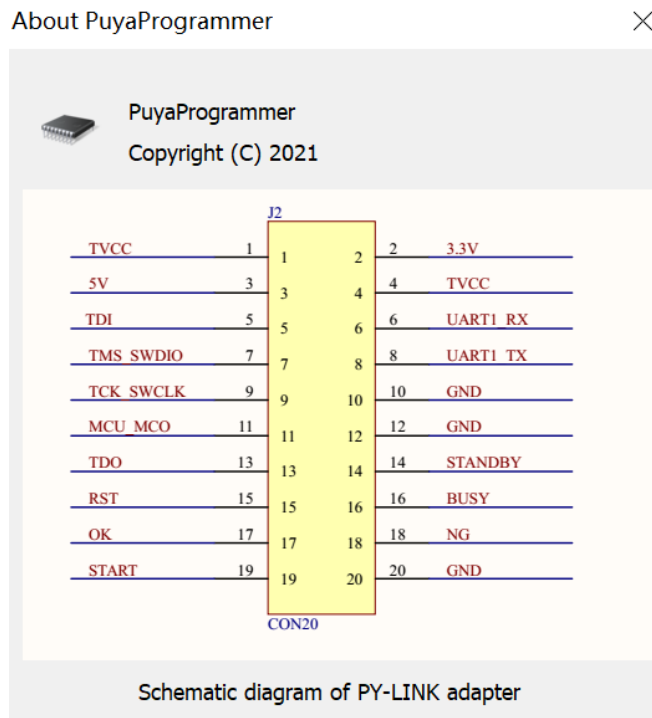 About PuyaProgrammer
PuyaProgrammer
Copyright (C) 2021
J2
TVCC 1 1 2 2 3.3V
5V 3 3 4 4 TVCC
TDI 5 5 6 6 UART1_RX
TMS_SWDIO 7 7 8 8 UART1_TX
TCK_SWCLK 9 9 10 10 GND
MCU_MCO 11 11 12 12 GND
TDO 13 13 14 14 STANDBY
RST 15 15 16 16 BUSY
OK 17 17 18 18 NG
START 19 19 20 20 GND
CON20
Schematic diagram of PY-LINK adapter